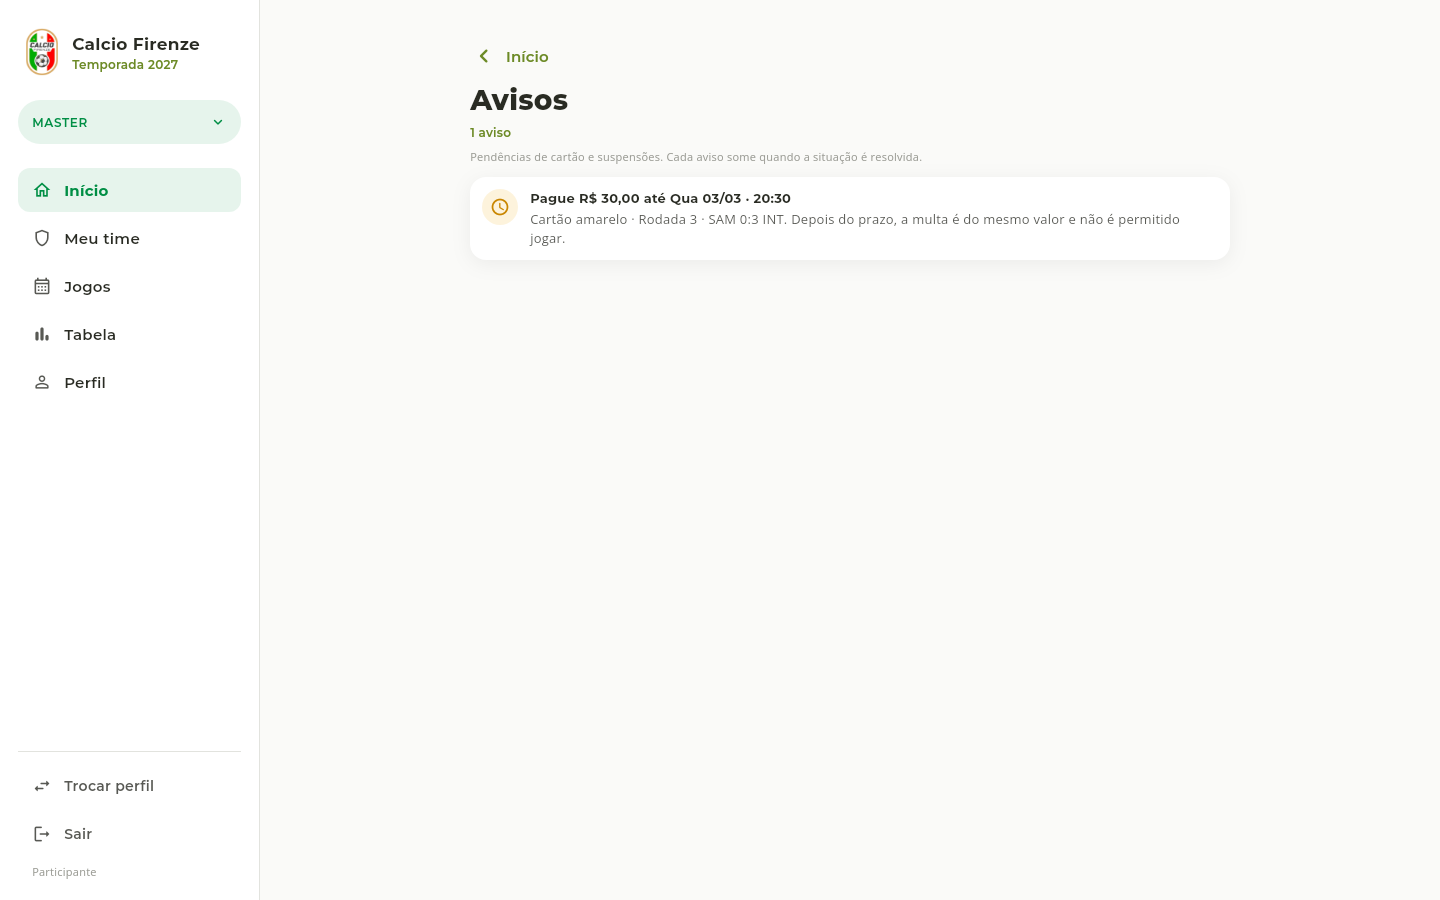 CALCIO
Calcio Firenze
Temporada 2027
MASTER
Início
Meu time
Jogos
Tabela
Perfil
Trocar perfil
Sair
Participante
Início
Avisos
1 aviso
Pendências de cartão e suspensões. Cada aviso some quando a situação é resolvida.
Pague R$ 30,00 até Qua 03/03 · 20:30
Cartão amarelo · Rodada 3 · SAM 0:3 INT. Depois do prazo, a multa é do mesmo valor e não é permitido
jogar.